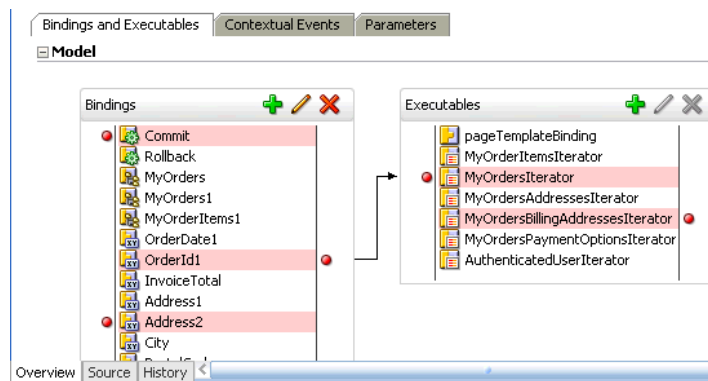 Bindings and Executables Contextual Events Parameters
Model
Bindings
Commit
Rollback
MyOrders
MyOrders1
MyOrderItems1
OrderDate1
OrderId1
InvoiceTotal
Address1
Address2
City
Executables
pageTemplateBinding
MyOrderItemsIterator
MyOrdersIterator
MyOrdersAddressesIterator
MyOrdersBillingAddressesIterator
MyOrdersPaymentOptionsIterator
AuthenticatedUserIterator
Overview Source History